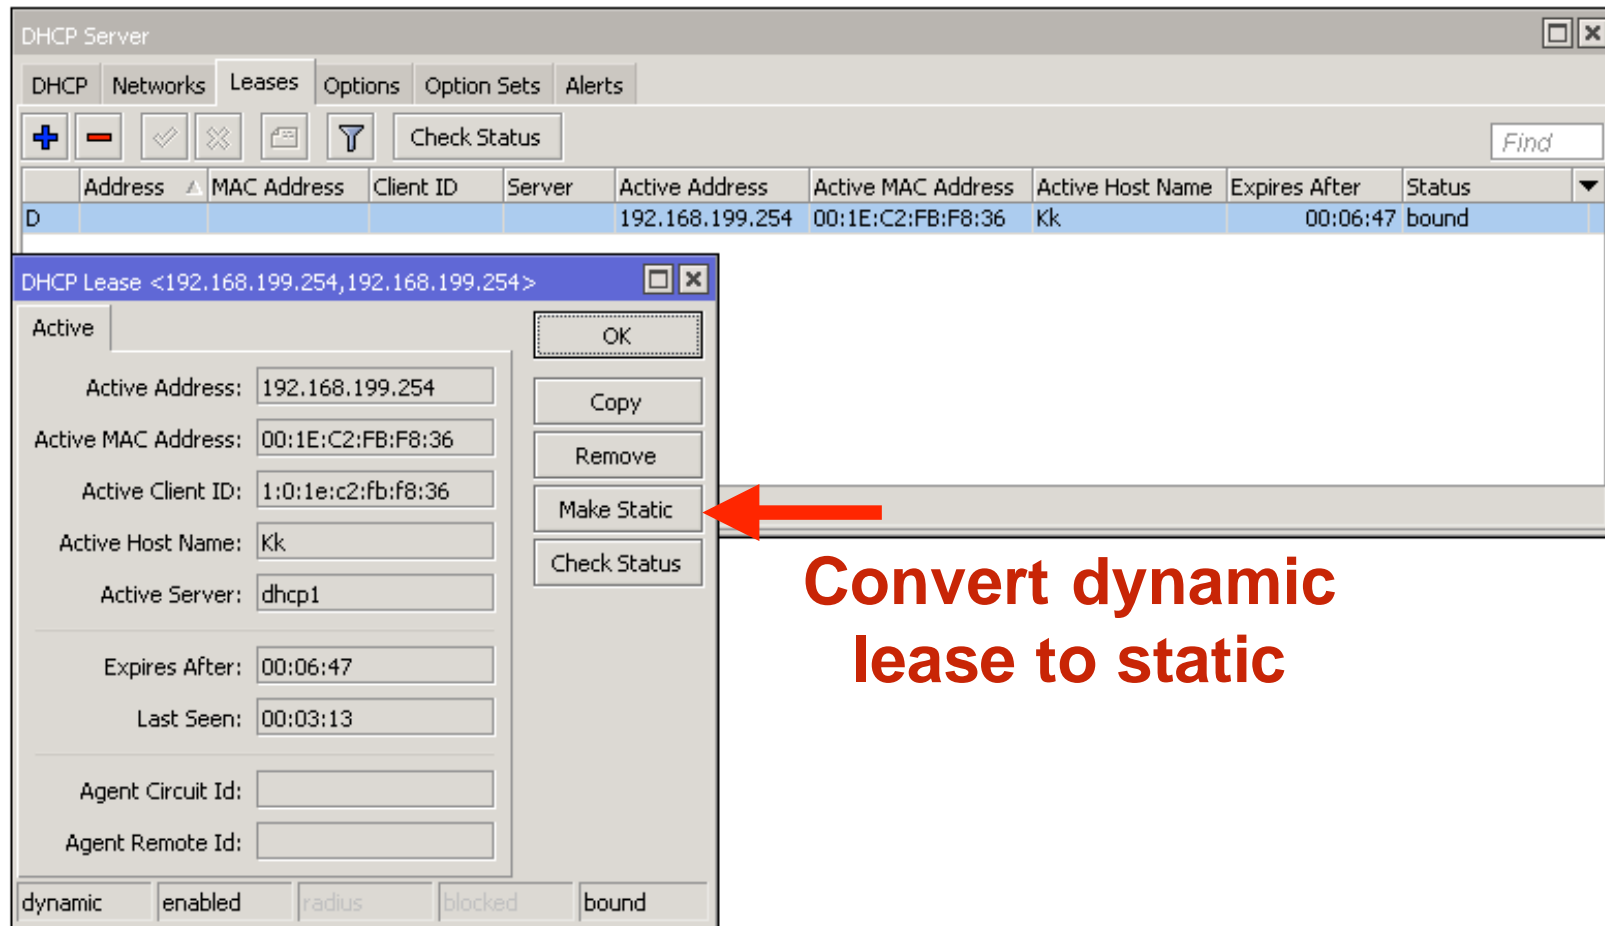 DHCP Server
DHCP Networks Leases Options Option Sets Alerts
Check Status Find
Address MAC Address Client ID Server Active Address Active MAC Address Active Host Name Expires After Status
D 192.168.199.254 00:1E:C2:FB:F8:36 Kk 00:06:47 bound
DHCP Lease <192.168.199.254,192.168.199.254>
Active
OK
Active Address: 192.168.199.254
Copy
Active MAC Address: 00:1E:C2:FB:F8:36
Remove
Active Client ID: 1:0:1e:c2:fb:f8:36
Make Static
Active Host Name: Kk
Check Status
Active Server: dhcp1
Expires After: 00:06:47
Last Seen: 00:03:13
Agent Circuit Id:
Agent Remote Id:
dynamic enabled radius blocked bound
Convert dynamic
lease to static